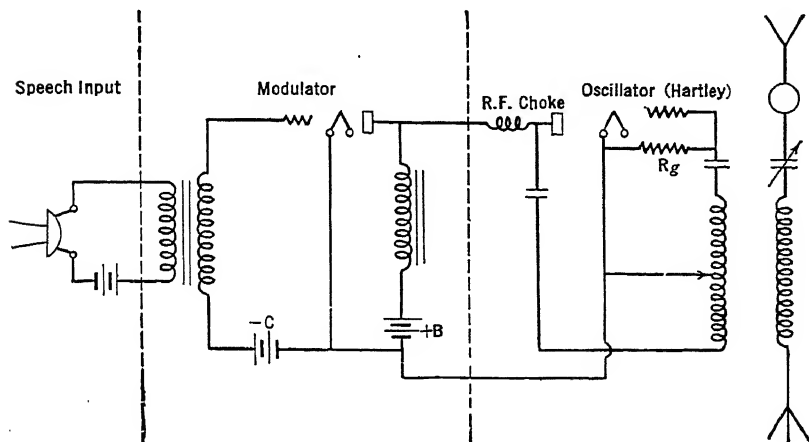 Speech Input
Modulator
R.F. Choke
Oscillator (Hartley)
Rg
-C
+B